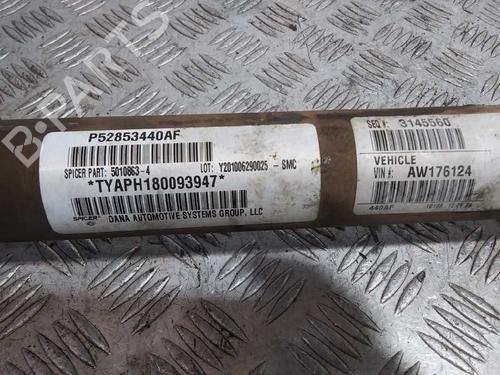 B-PARTS
P52853440AF
SPICER PART: 5010863-4 LOT: Y201006290025 - SMC
*TYAPH180093947*
SPICER DANA AUTOMOTIVE SYSTEMS GROUP, LLC
SEQ #: 3145560
VEHICLE
VIN #: AW176124
440AF